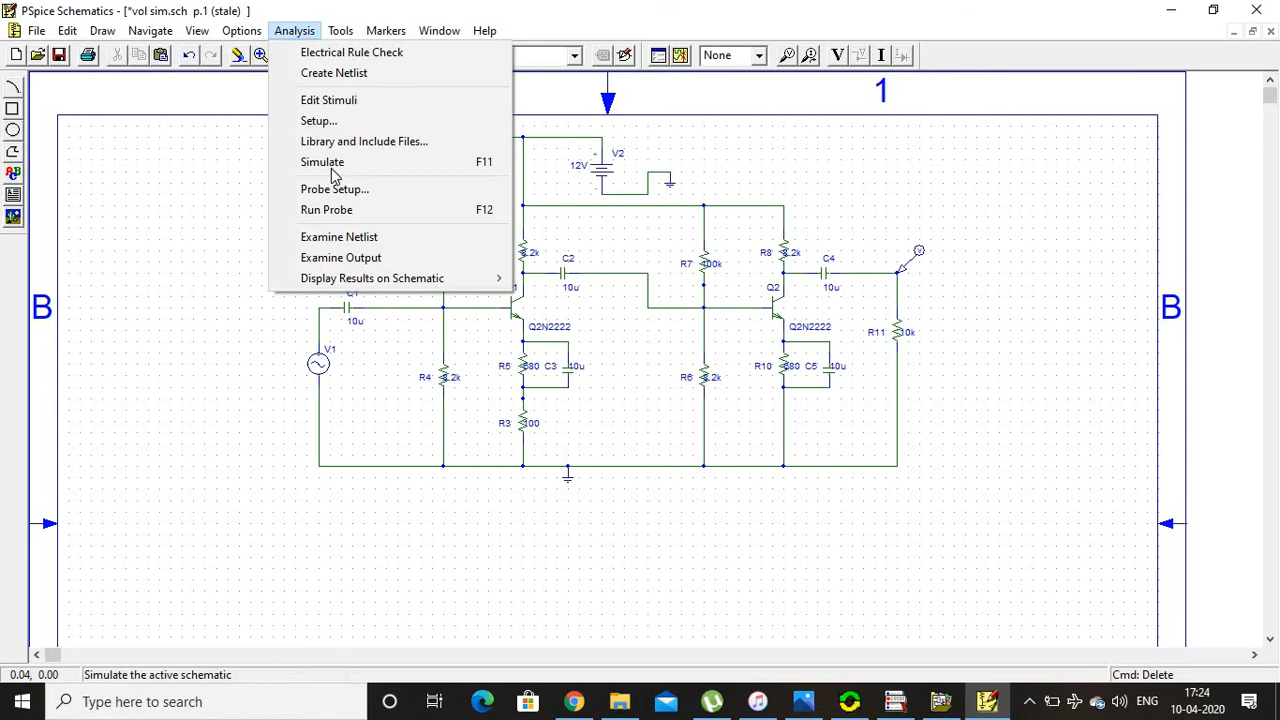 PSpice Schematics - [*vol sim.sch p.1 (stale) ]
File Edit Draw Navigate View Options Analysis Tools Markers Window Help
None
V I
Electrical Rule Check
Create Netlist
Edit Stimuli
Setup...
Library and Include Files...
Simulate F11
Probe Setup...
Run Probe F12
Examine Netlist
Examine Output
Display Results on Schematic
1
B
B
V2
12V
C2
10u
R7
R8
C4
10u
V
Q2
Q2N2222
Q2N2222
10u
V1
R4
R5
C3
R6
R10
C5
R11
10k
R3
100
0.04, 0.00 Simulate the active schematic Cmd: Delete
Type here to search
ENG
17:24
10-04-2020